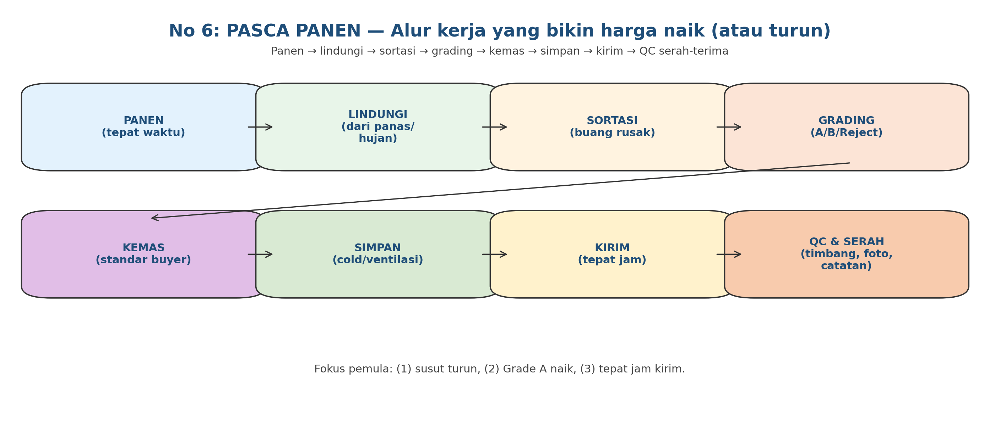 No 6: PASCA PANEN — Alur kerja yang bikin harga naik (atau turun)
Panen → lindungi → sortasi → grading → kemas → simpan → kirim → QC serah-terima
PANEN
(tepat waktu)
LINDUNGI
(dari panas/
hujan)
SORTASI
(buang rusak)
GRADING
(A/B/Reject)
KEMAS
(standar buyer)
SIMPAN
(cold/ventilasi)
KIRIM
(tepat jam)
QC & SERAH
(timbang, foto,
catatan)
Fokus pemula: (1) susut turun, (2) Grade A naik, (3) tepat jam kirim.